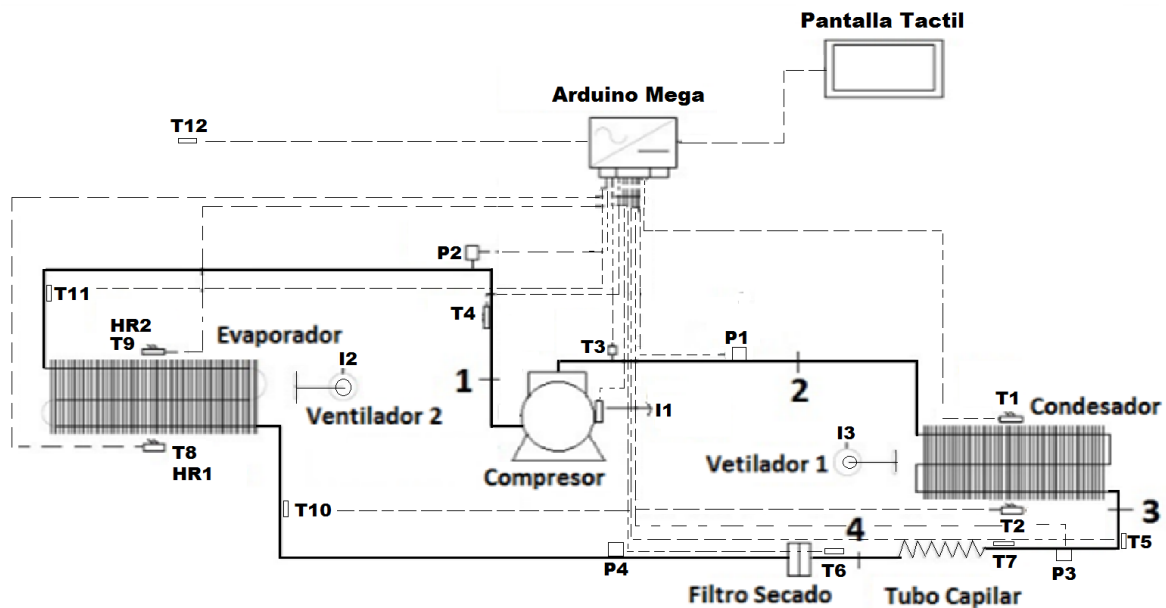 Pantalla Tactil
Arduino Mega
T12
P2
T11
T4
HR2
T9
Evaporador
I2
T3
P1
1
2
Ventilador 2
I1
T1
Condesador
T8
HR1
I3
Vetilador 1
Compresor
T10
T2
3
4
T5
P4
T6
T7
P3
Filtro Secado
Tubo Capilar